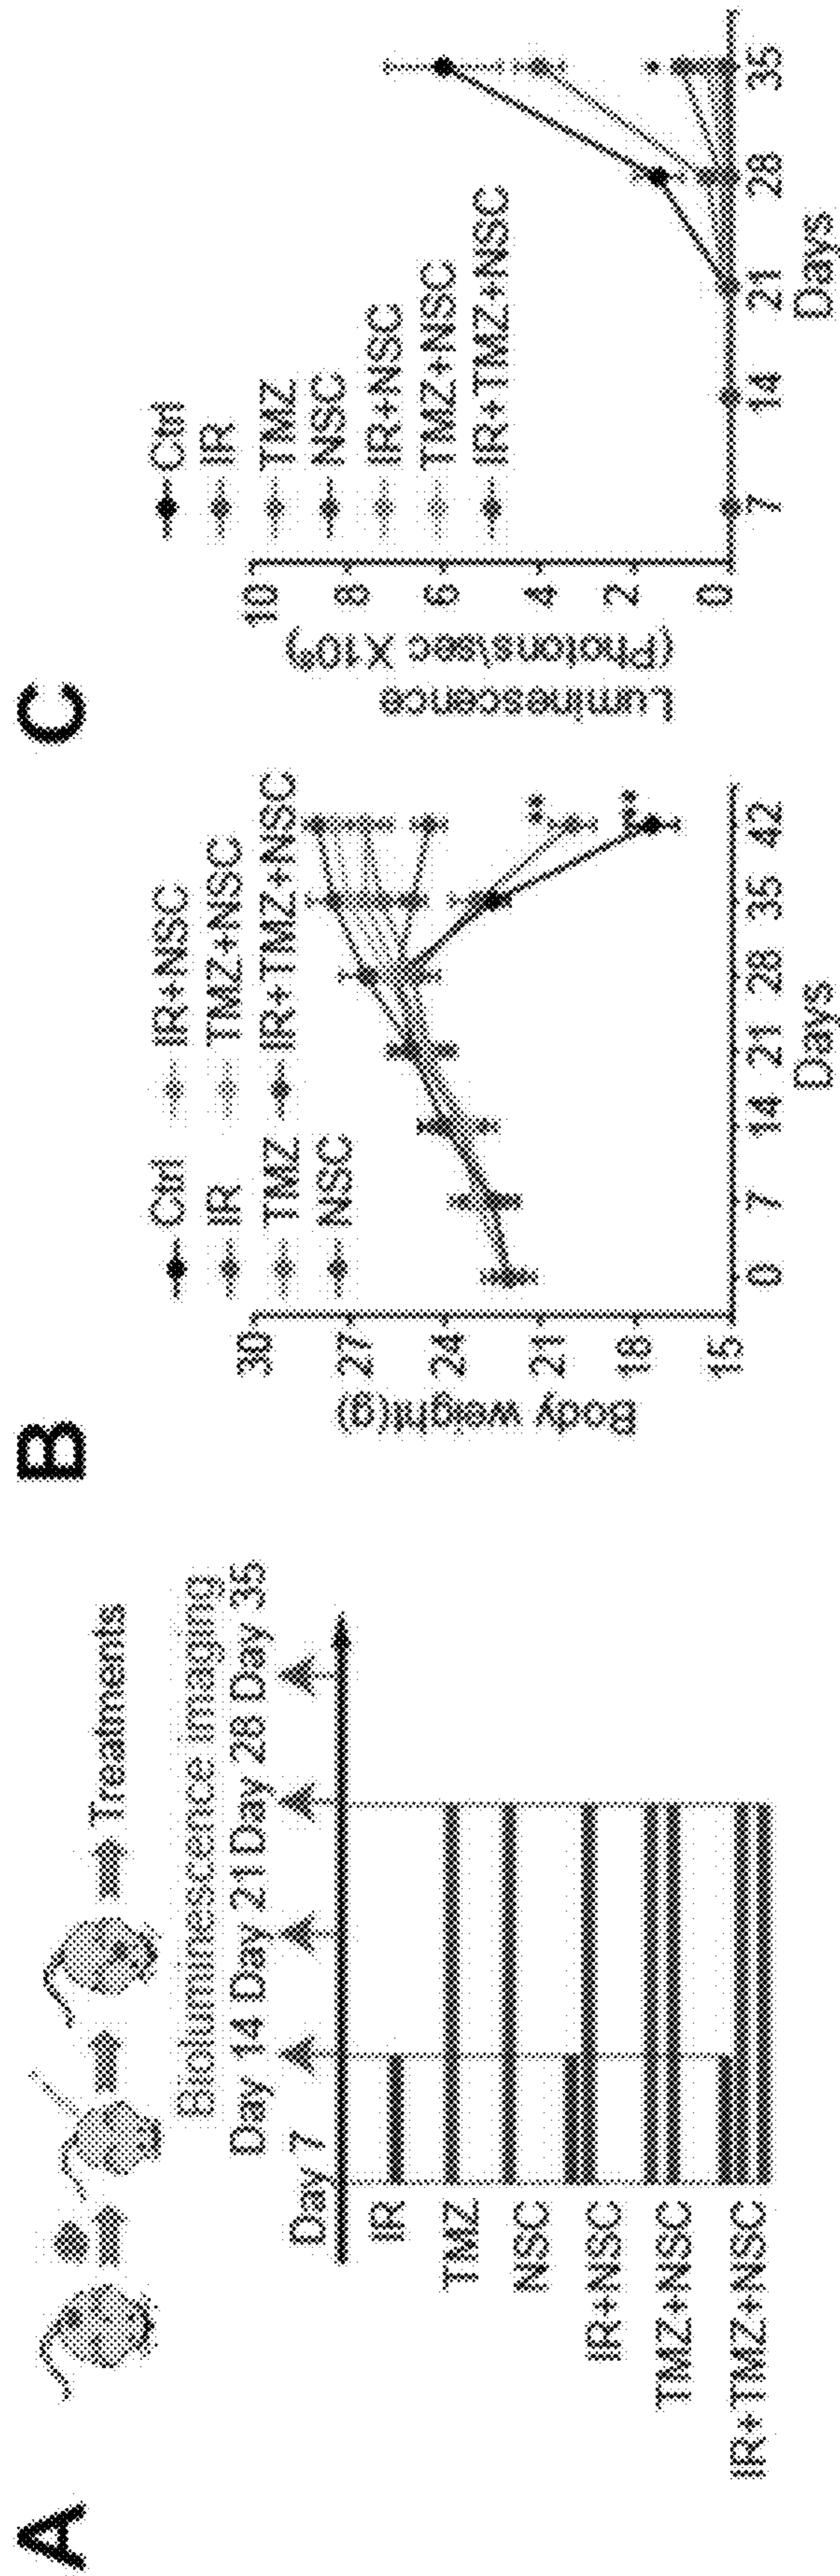 A
Treatments
Bioluminescence imaging
Day 7
Day 14 Day 21 Day 28 Day 35
IR
TMZ
NSC
IR+NSC
TMZ+NSC
IR+TMZ+NSC
B
Ctrl
IR
TMZ
NSC
IR+NSC
TMZ+NSC
IR+TMZ+NSC
Body weight(g)
30
27
24
21
18
15
**
***
0 7 14 21 28 35 42
Days
C
Ctrl
IR
TMZ
NSC
IR+NSC
TMZ+NSC
IR+TMZ+NSC
Luminescence
10
8
6
4
2
0
*
7 14 21 28 35
Days